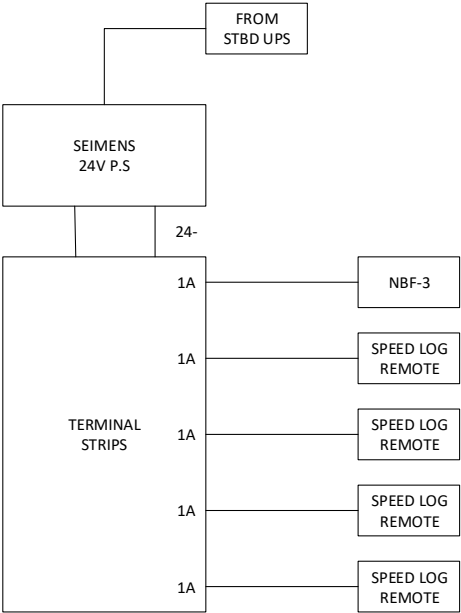 FROM
STBD UPS
SEIMENS
24V P.S
24-
1A
NBF-3
1A
SPEED LOG
REMOTE
TERMINAL
STRIPS
1A
SPEED LOG
REMOTE
1A
SPEED LOG
REMOTE
1A
SPEED LOG
REMOTE